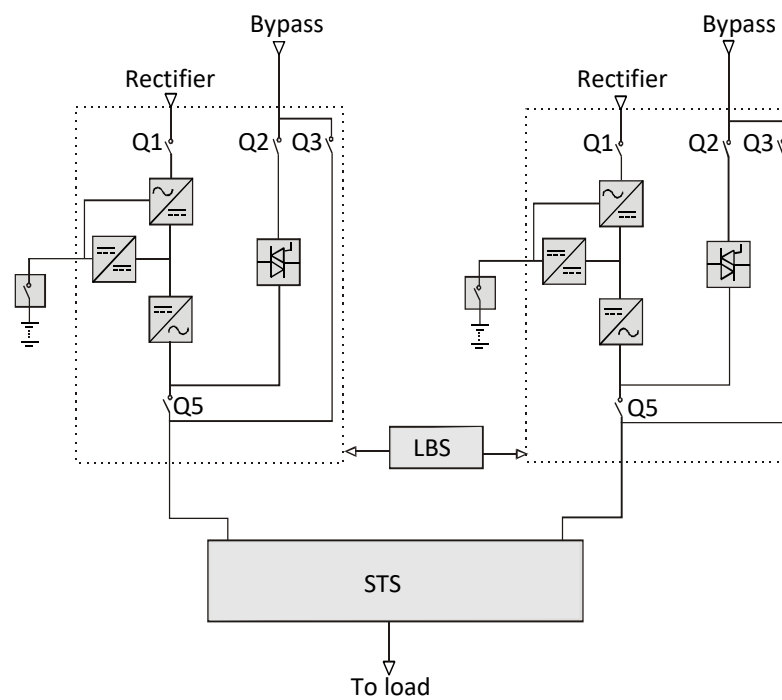 Bypass
Bypass
Rectifier
Rectifier
Q1
Q2
Q3
Q1
Q2
Q3
Q5
Q5
LBS
STS
To load